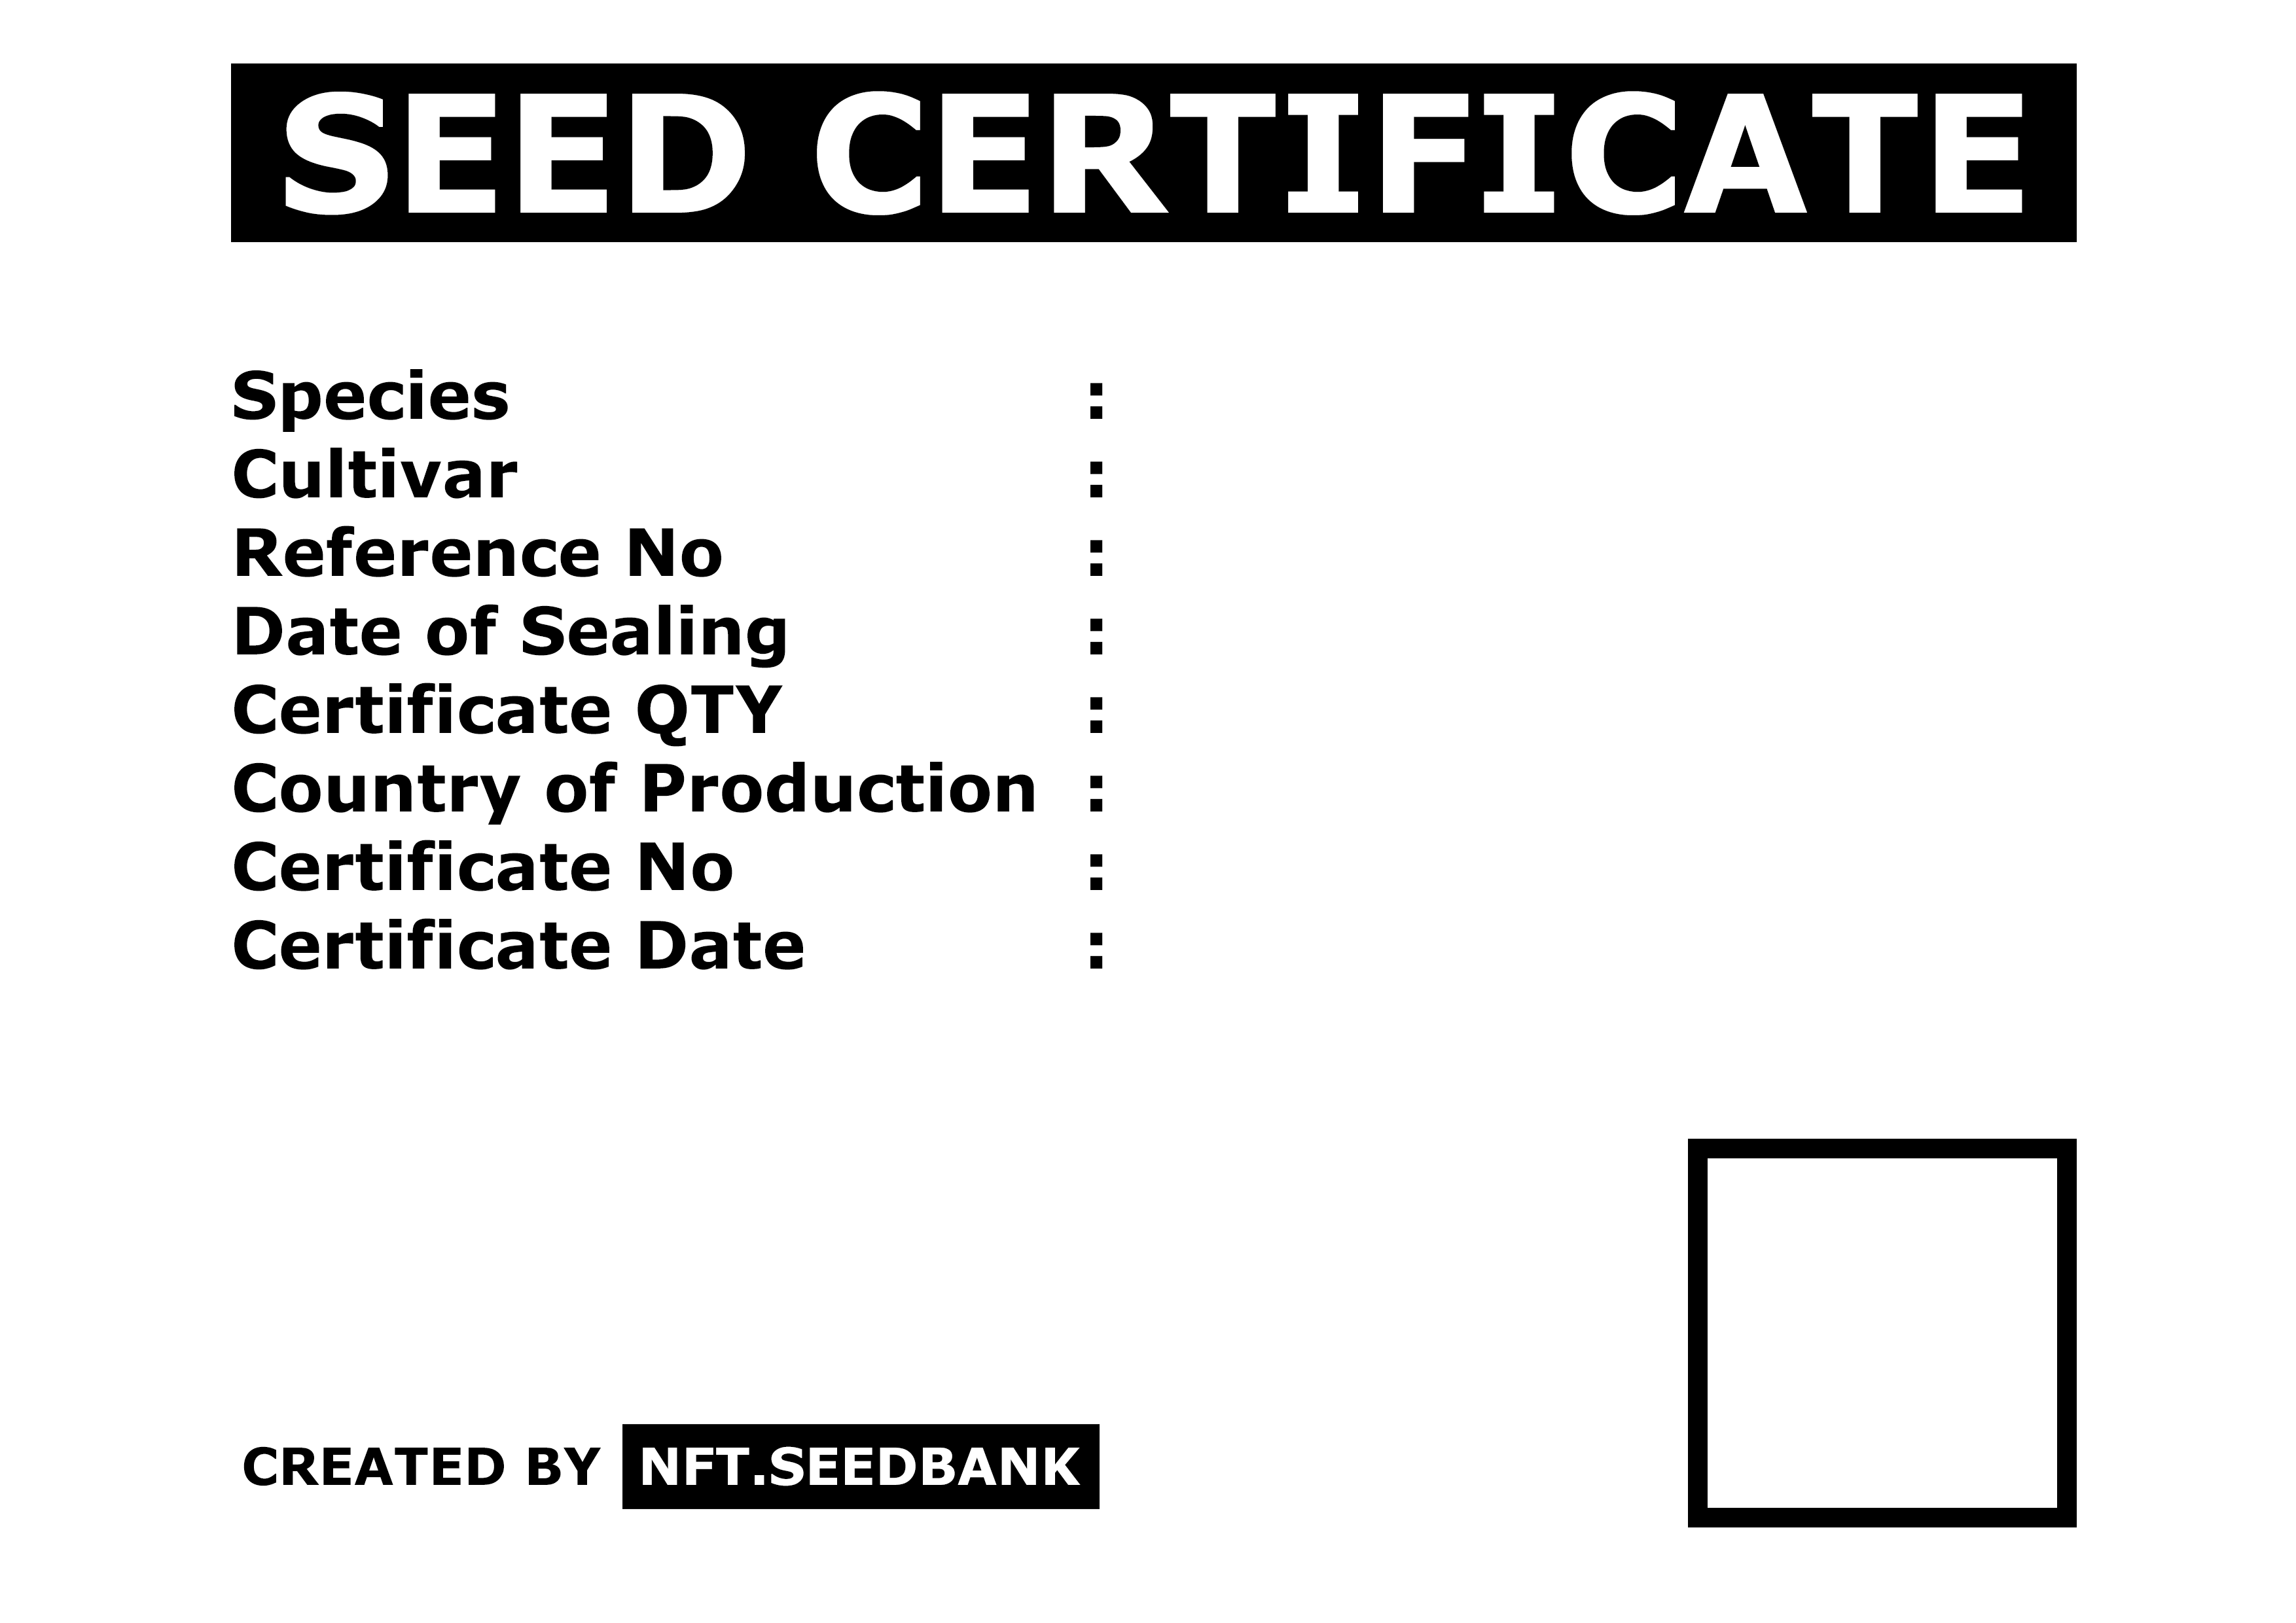 SEED CERTIFICATE
Species :
Cultivar :
Reference No :
Date of Sealing :
Certificate QTY :
Country of Production :
Certificate No :
Certificate Date :
CREATED BY NFT.SEEDBANK